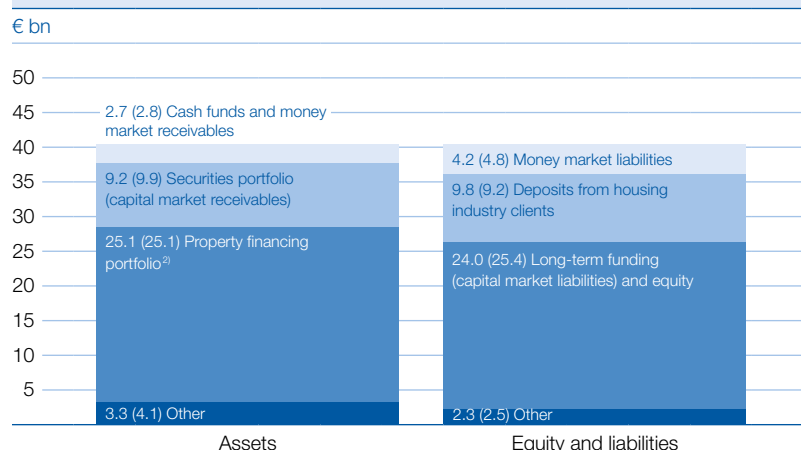 € bn
50
45
40
35
30
25
20
15
10
5
2.7 (2.8) Cash funds and money
market receivables
9.2 (9.9) Securities portfolio
(capital market receivables)
25.1 (25.1) Property financing
portfolio 2)
3.3 (4.1) Other
4.2 (4.8) Money market liabilities
9.8 (9.2) Deposits from housing
industry clients
24.0 (25.4) Long-term funding
(capital market liabilities) and equity
2.3 (2.5) Other
Assets
Equity and liabilities